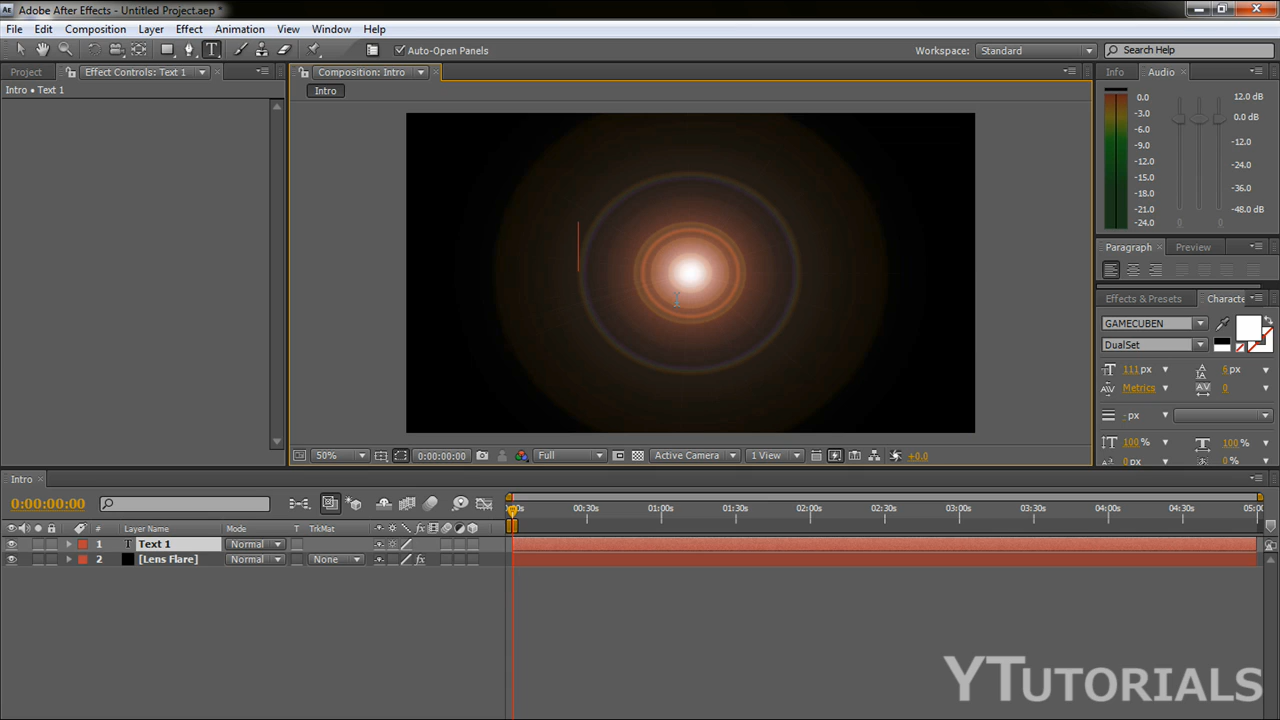 Adobe After Effects - Untitled Project.aep *
File Edit Composition Layer Effect Animation View Window Help
Auto-Open Panels
Workspace: Standard
Search Help
Project Effect Controls: Text 1
Composition: Intro
Info Audio
Intro • Text 1
Intro
0.0 12.0 dB
-3.0 0.0 dB
-6.0
-9.0 -12.0
-12.0
-15.0 -24.0
-18.0 -36.0
-21.0 -48.0 dB
-24.0 0 0
Paragraph Preview
Effects & Presets Characte
GAMECUBEN
DualSet
111 px 6 px
Metrics 0
- px
100 % 100 %
0 px 0 %
50% 0:00:00:00 Full Active Camera 1 View +0.0
Intro
0:00:00:00
00:30s 01:00s 01:30s 02:00s 02:30s 03:00s 03:30s 04:00s 04:30s
# Layer Name Mode T TrkMat fx
1 T Text 1 Normal
2 [Lens Flare] Normal None fx
YTUTORIALS